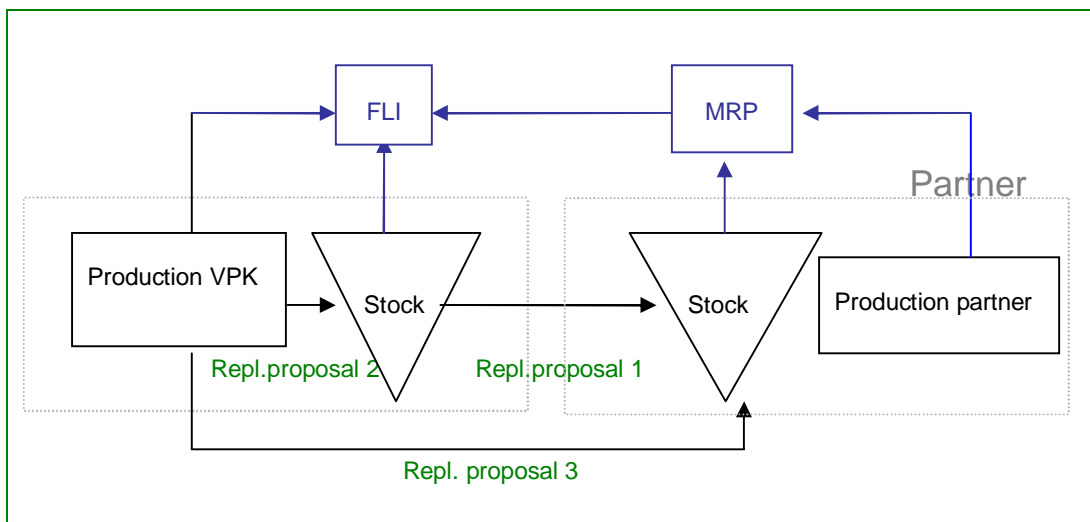 FLI
MRP
Partner
Production VPK
Stock
Stock
Production partner
Repl.proposal 2
Repl.proposal 1
Repl. proposal 3